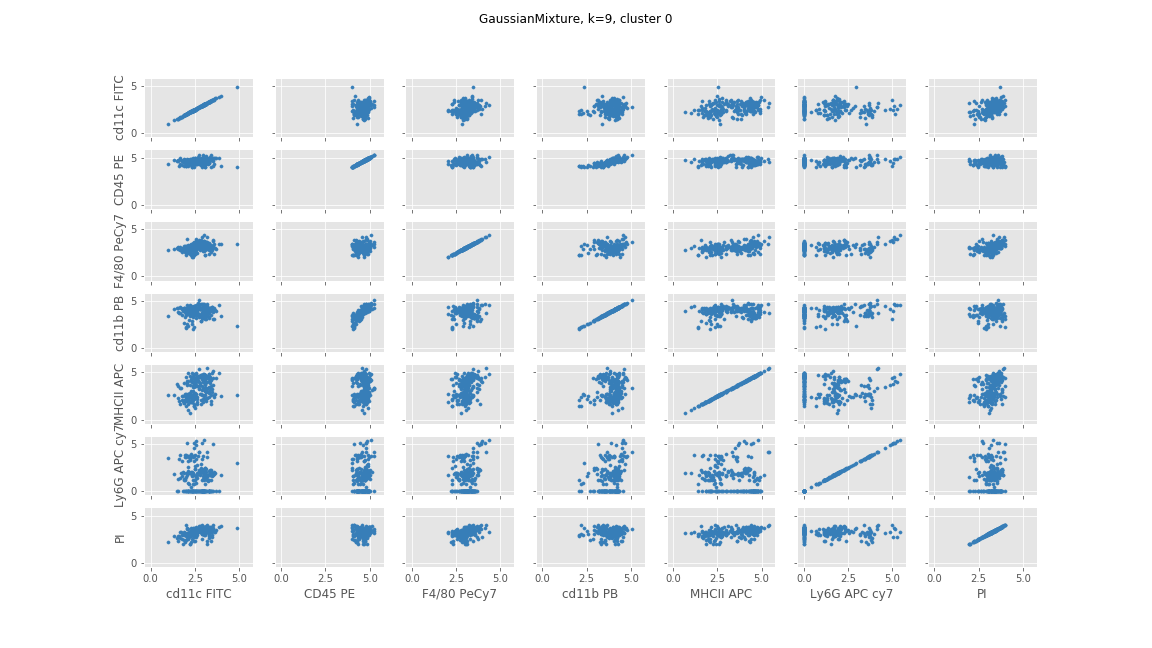 GaussianMixture, k=9, cluster 0
cd11c FITC
5
0
CD45 PE
5
0
F4/80 PeCy7
5
0
cd11b PB
5
0
MHCII APC
5
0
Ly6G APC cy7
5
0
PI
5
0
0.0 2.5 5.0 0.0 2.5 5.0 0.0 2.5 5.0 0.0 2.5 5.0 0.0 2.5 5.0 0.0 2.5 5.0 0.0 2.5 5.0
cd11c FITC CD45 PE F4/80 PeCy7 cd11b PB MHCII APC Ly6G APC cy7 PI